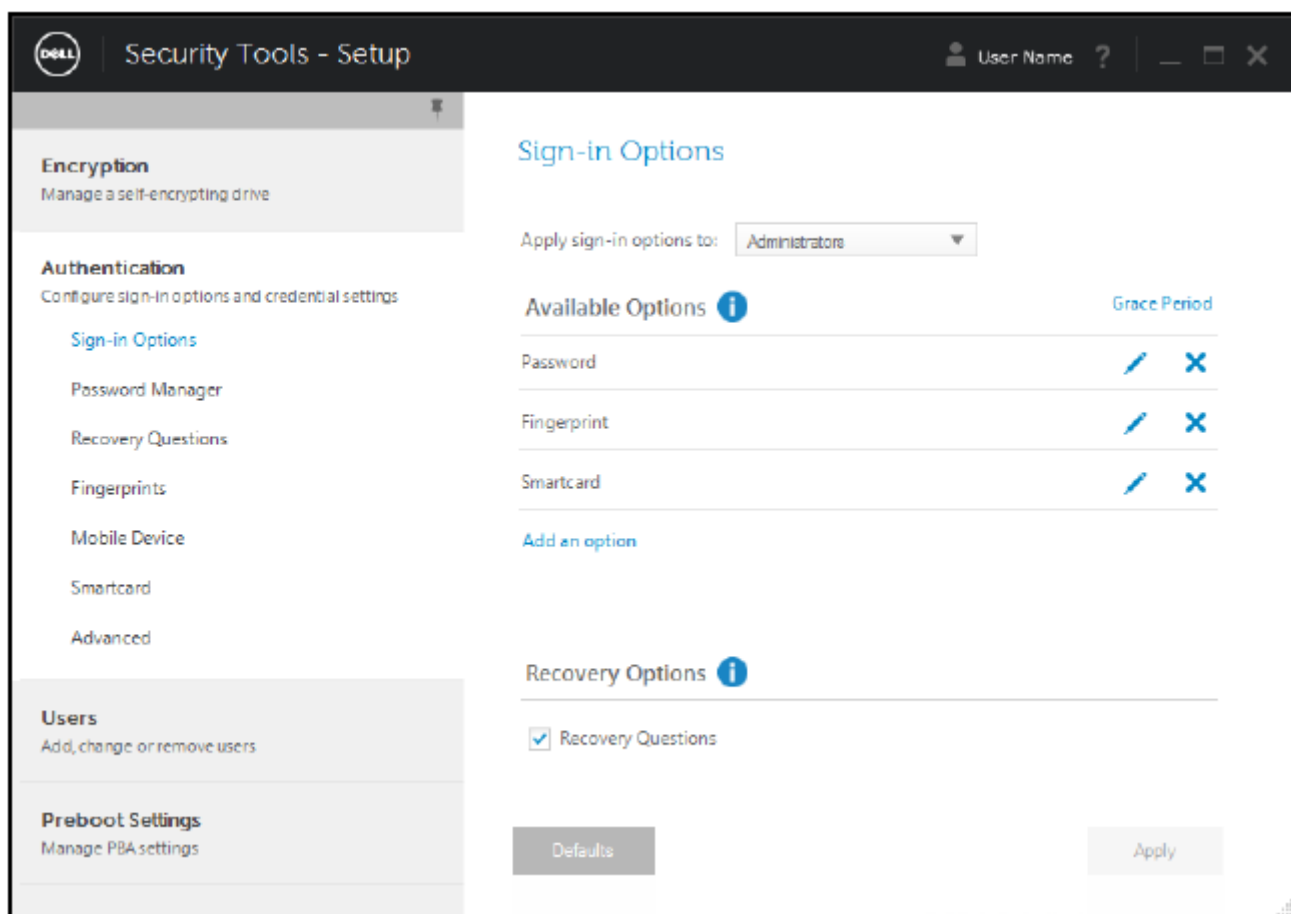 DELL
Security Tools - Setup
User Name ?
Encryption
Manage a self-encrypting drive
Authentication
Configure sign-in options and credential settings
Sign-in Options
Password Manager
Recovery Questions
Fingerprints
Mobile Device
Smartcard
Advanced
Users
Add, change or remove users
Preboot Settings
Manage PBA settings
Sign-in Options
Apply sign-in options to: Administrators
Available Options i
Grace Period
Password
Fingerprint
Smartcard
Add an option
Recovery Options i
Recovery Questions
Defaults
Apply